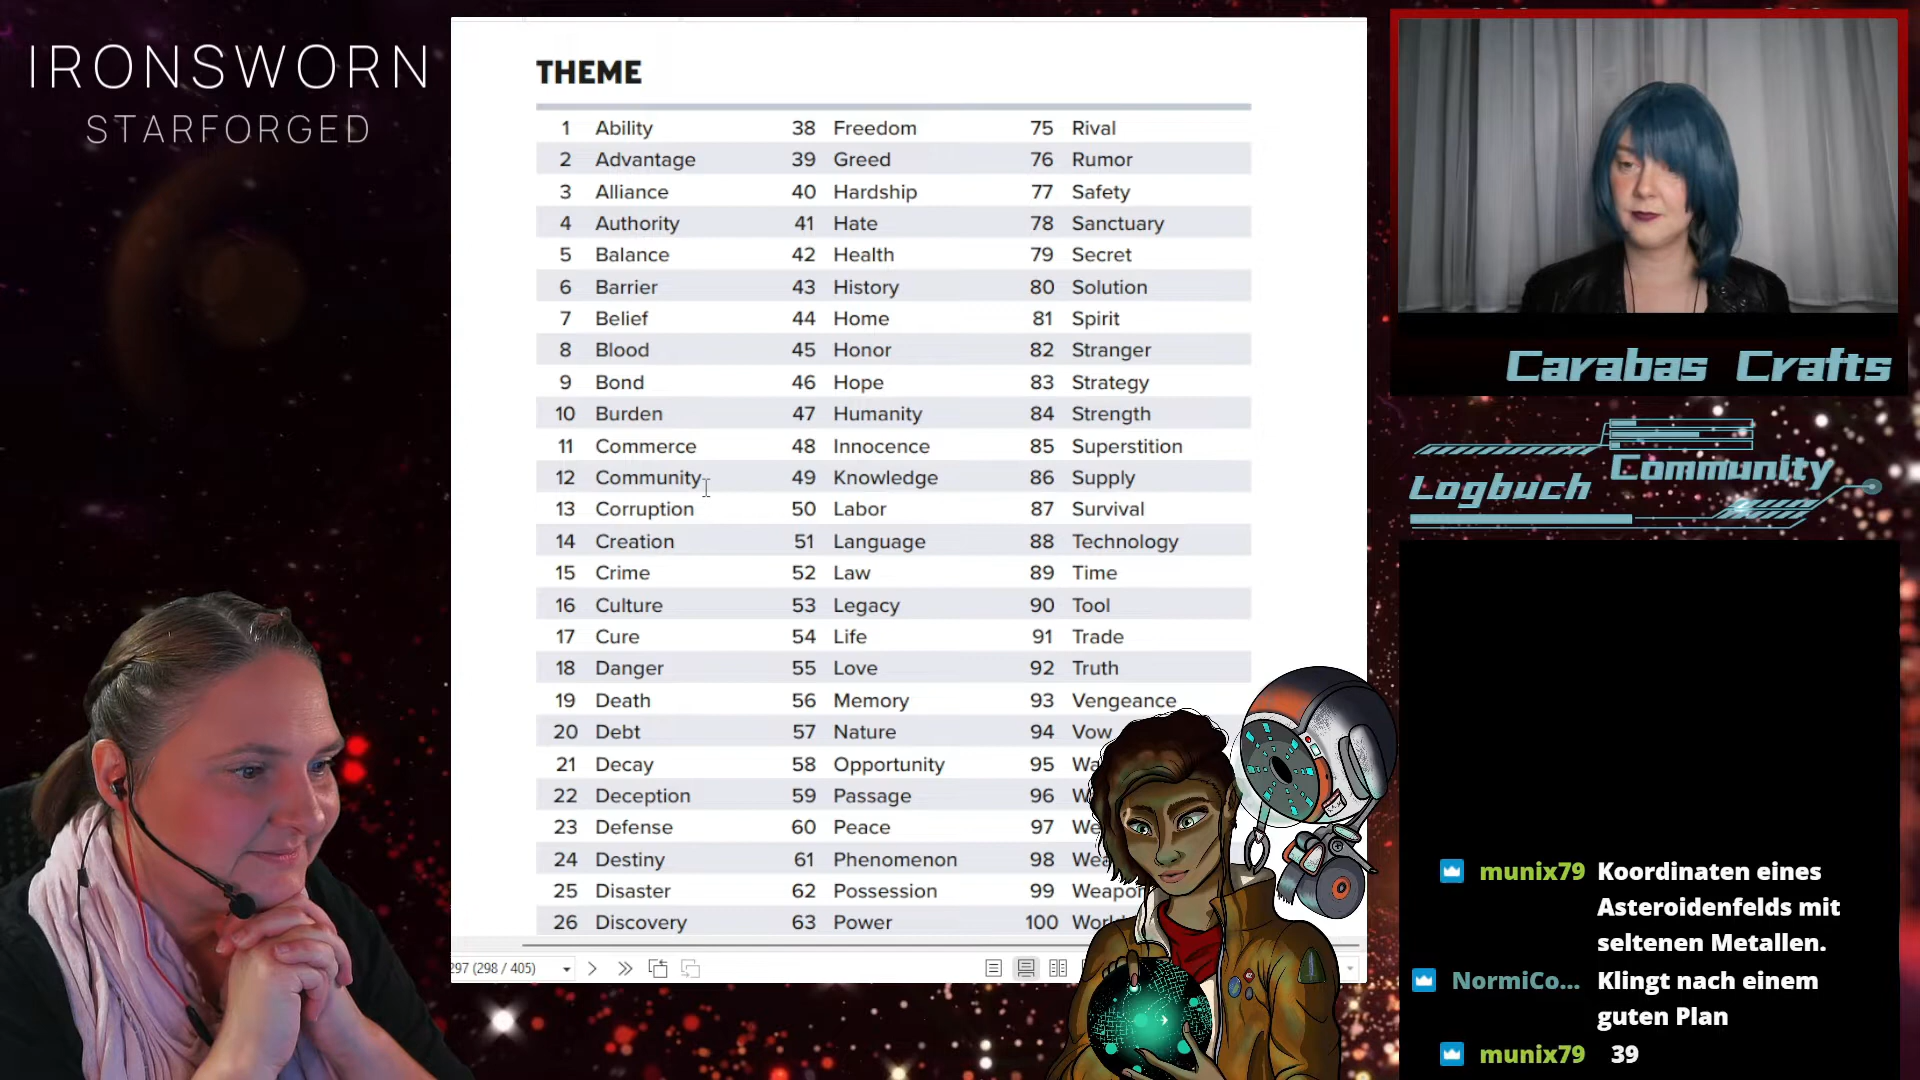 IRONSWORN
STARFORGED
THEME
1 Ability 38 Freedom 75 Rival
2 Advantage 39 Greed 76 Rumor
3 Alliance 40 Hardship 77 Safety
4 Authority 41 Hate 78 Sanctuary
5 Balance 42 Health 79 Secret
6 Barrier 43 History 80 Solution
7 Belief 44 Home 81 Spirit
8 Blood 45 Honor 82 Stranger
9 Bond 46 Hope 83 Strategy
10 Burden 47 Humanity 84 Strength
11 Commerce 48 Innocence 85 Superstition
12 Community 49 Knowledge 86 Supply
13 Corruption 50 Labor 87 Survival
14 Creation 51 Language 88 Technology
15 Crime 52 Law 89 Time
16 Culture 53 Legacy 90 Tool
17 Cure 54 Life 91 Trade
18 Danger 55 Love 92 Truth
19 Death 56 Memory 93 Vengeance
20 Debt 57 Nature 94 Vow
21 Decay 58 Opportunity 95
22 Deception 59 Passage 96
23 Defense 60 Peace 97
24 Destiny 61 Phenomenon 98
25 Disaster 62 Possession 99 Weapon
26 Discovery 63 Power 100
297 (298 / 405)
Carabas Crafts
Logbuch
Community
munix79 Koordinaten eines
Asteroidenfelds mit
seltenen Metallen.
NormiCo... Klingt nach einem
guten Plan
munix79 39